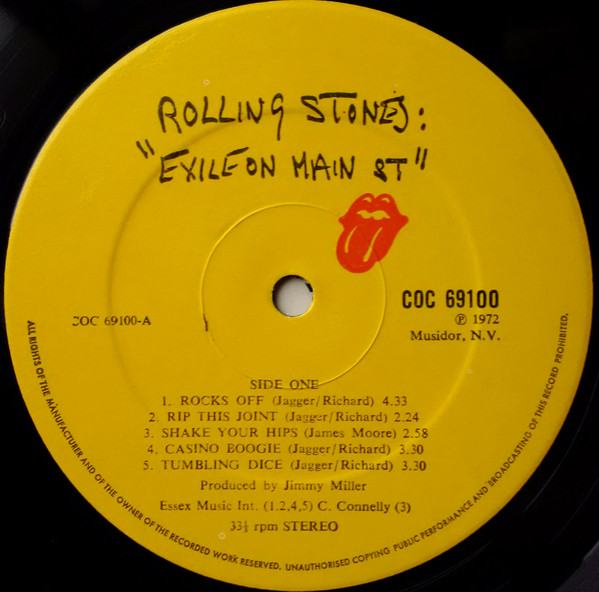 ROLLING STONES:
"EXILE ON MAIN ST"
COC 69100
COC 69100-A
℗ 1972
Musidor, N.V.
SIDE ONE
1. ROCKS OFF (Jagger/Richard) 4.33
2. RIP THIS JOINT (Jagger/Richard) 2.24
3. SHAKE YOUR HIPS (James Moore) 2.58
4. CASINO BOOGIE (Jagger/Richard) 3.30
5. TUMBLING DICE (Jagger/Richard) 3.30
Produced by Jimmy Miller
Essex Music Int. (1.2,4,5) C. Connelly (3)
33⅓ rpm STEREO
ALL RIGHTS OF THE MANUFACTURER AND OF THE OWNER OF THE RECORDED WORK RESERVED. UNAUTHORISED COPYING PUBLIC PERFORMANCE AND BROADCASTING OF THIS RECORD PROHIBITED.